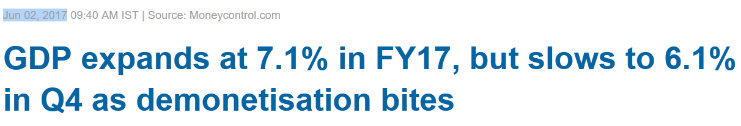 Jun 02, 2017 09:40 AM IST | Source: Moneycontrol.com
GDP expands at 7.1% in FY17, but slows to 6.1%
in Q4 as demonetisation bites